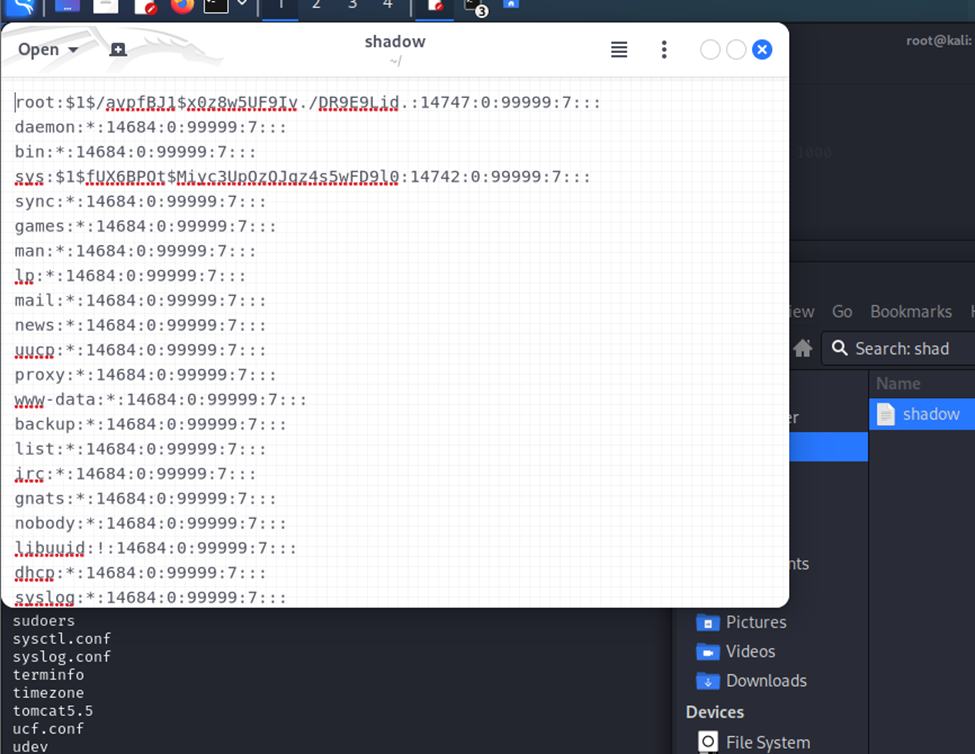 1 2 3 4
3
Open
shadow
~/
root@kali:
root:$1$/avpfBJ1$x0z8w5UF9Iv./DR9E9Lid.:14747:0:99999:7:::
daemon:*:14684:0:99999:7:::
bin:*:14684:0:99999:7:::
sys:$1$fUX6BPOt$Miyc3UpOzQJqz4s5wFD9l0:14742:0:99999:7:::
sync:*:14684:0:99999:7:::
games:*:14684:0:99999:7:::
man:*:14684:0:99999:7:::
lp:*:14684:0:99999:7:::
mail:*:14684:0:99999:7:::
news:*:14684:0:99999:7:::
uucp:*:14684:0:99999:7:::
proxy:*:14684:0:99999:7:::
www-data:*:14684:0:99999:7:::
backup:*:14684:0:99999:7:::
list:*:14684:0:99999:7:::
irc:*:14684:0:99999:7:::
gnats:*:14684:0:99999:7:::
nobody:*:14684:0:99999:7:::
libuuid:!:14684:0:99999:7:::
dhcp:*:14684:0:99999:7:::
syslog:*:14684:0:99999:7:::
sudoers
sysctl.conf
syslog.conf
terminfo
timezone
tomcat5.5
ucf.conf
udev
1000
iew Go Bookmarks
Search: shad
Name
shadow
er
nts
Pictures
Videos
Downloads
Devices
File System